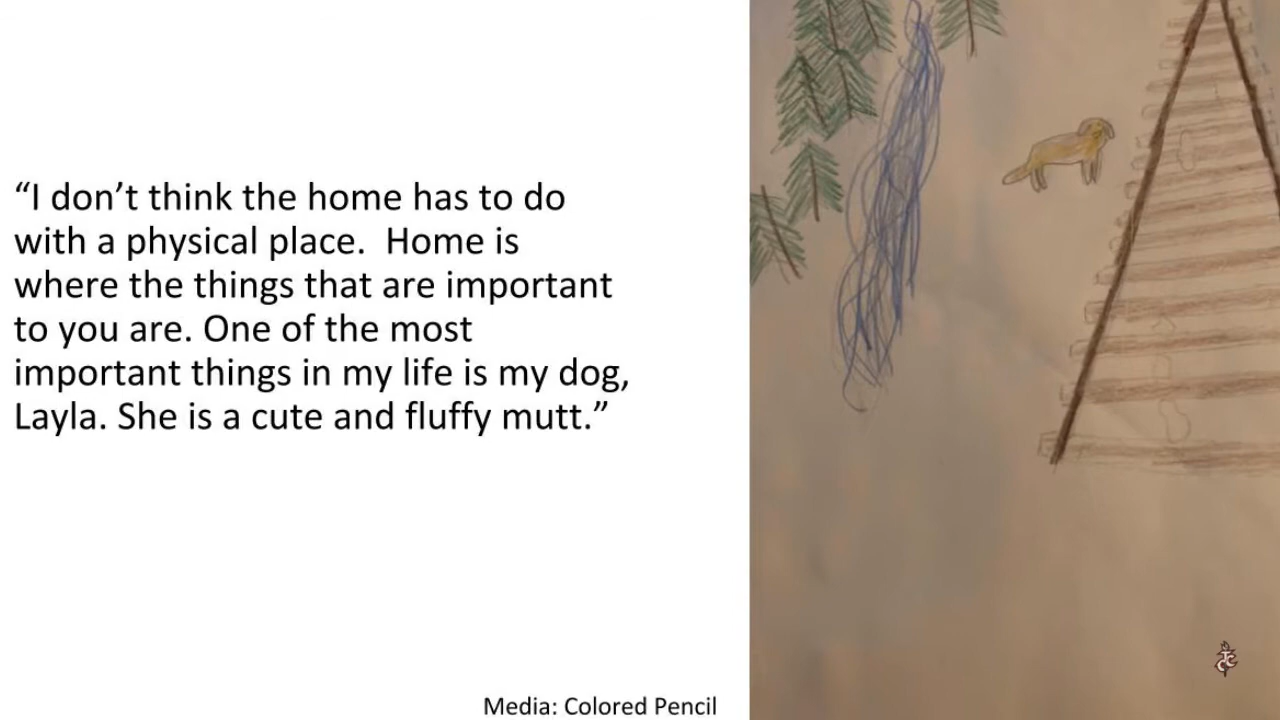 “I don’t think the home has to do
with a physical place.  Home is
where the things that are important
to you are. One of the most
important things in my life is my dog,
Layla. She is a cute and fluffy mutt.”
Media: Colored Pencil